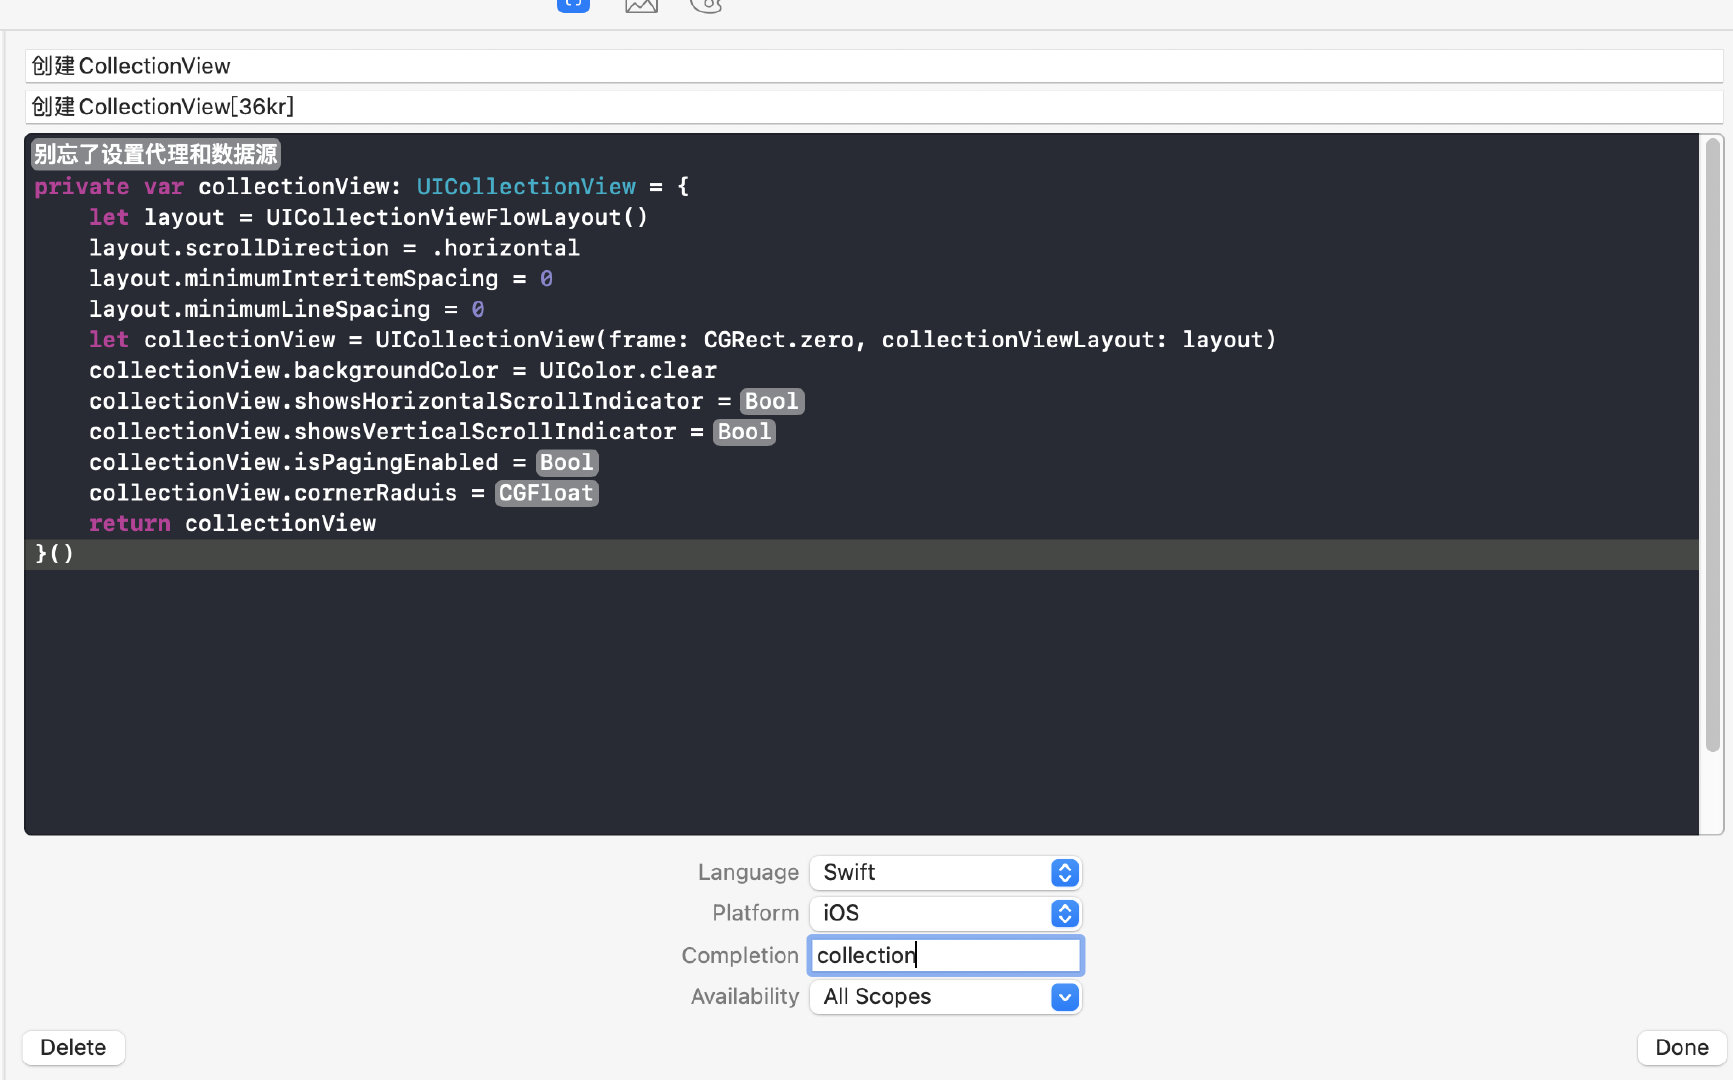 创建CollectionView
创建CollectionView[36kr]
别忘了设置代理和数据源
private var collectionView: UICollectionView = {
    let layout = UICollectionViewFlowLayout()
    layout.scrollDirection = .horizontal
    layout.minimumInteritemSpacing = 0
    layout.minimumLineSpacing = 0
    let collectionView = UICollectionView(frame: CGRect.zero, collectionViewLayout: layout)
    collectionView.backgroundColor = UIColor.clear
    collectionView.showsHorizontalScrollIndicator = Bool
    collectionView.showsVerticalScrollIndicator = Bool
    collectionView.isPagingEnabled = Bool
    collectionView.cornerRaduis = CGFloat
    return collectionView
}()
Language Swift
Platform iOS
Completion collection
Availability All Scopes
Delete Done